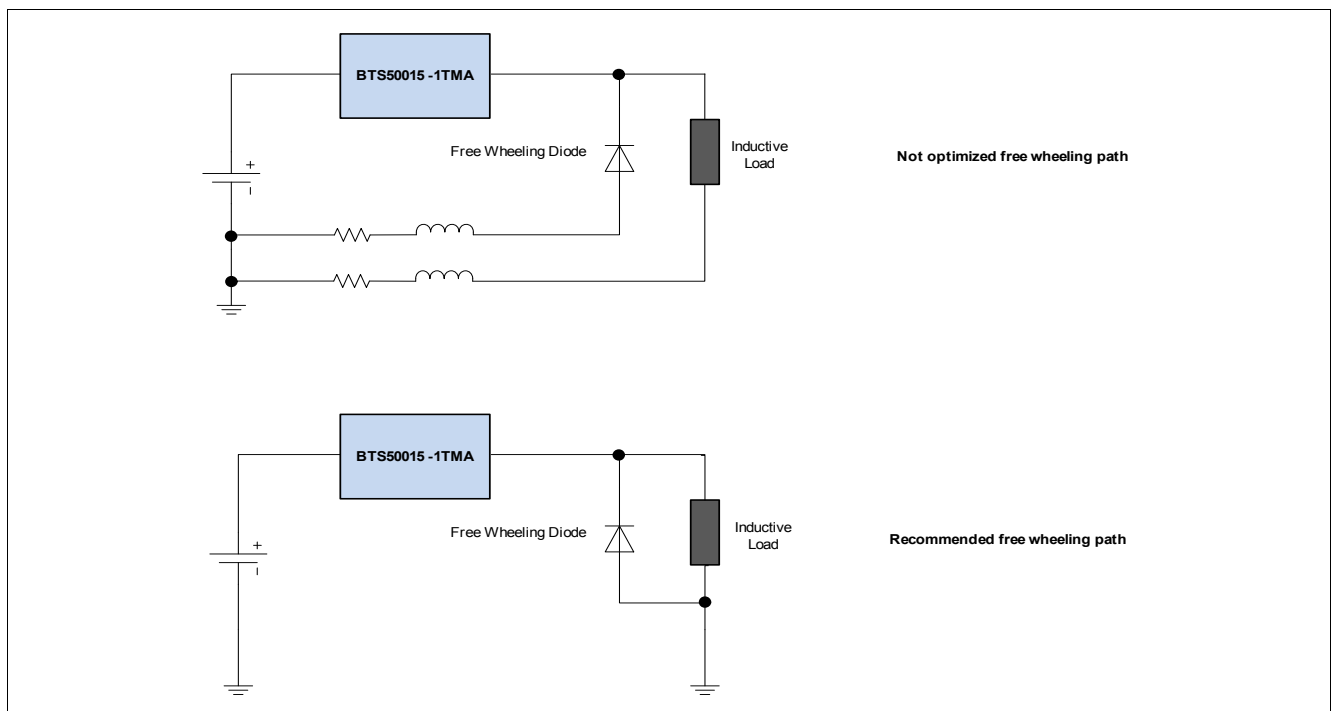 BTS50015 -1TMA
Free Wheeling Diode
Inductive
Load
Not optimized free wheeling path
+
–
BTS50015 -1TMA
Free Wheeling Diode
Inductive
Load
Recommended free wheeling path
+
–